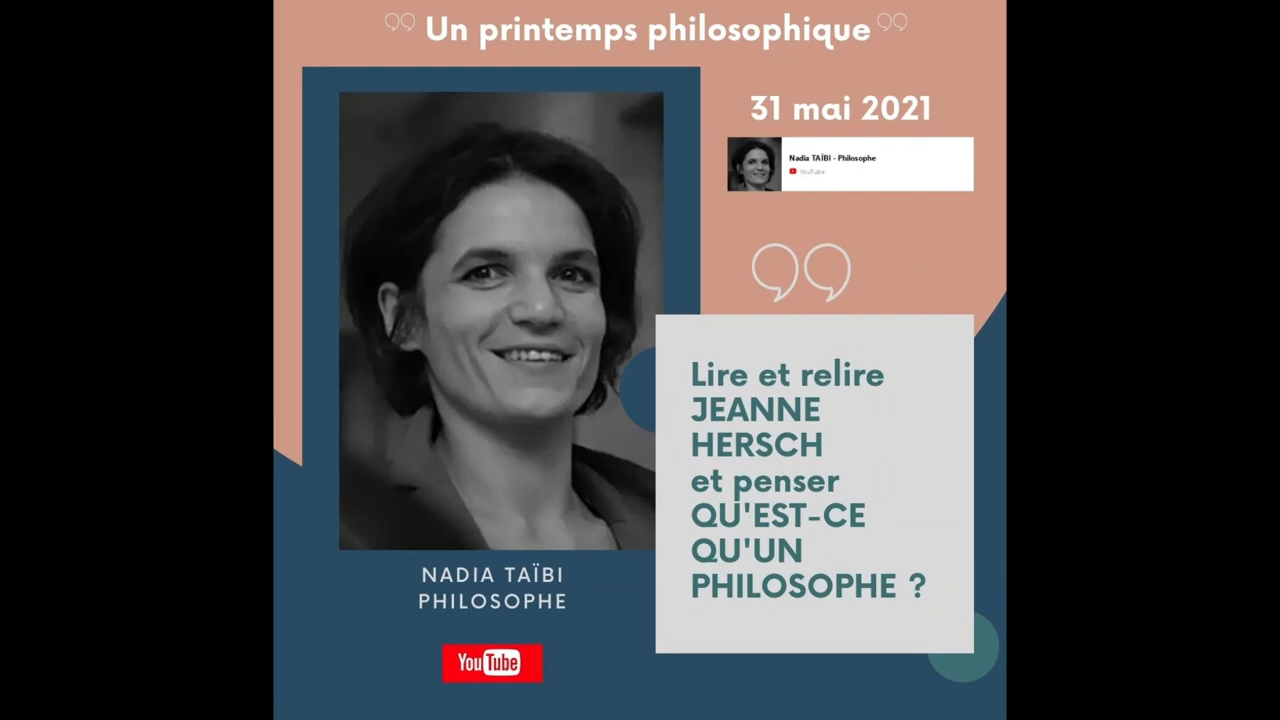 Un printemps philosophique
31 mai 2021
Nadia TAÏBI - Philosophe
YouTube
Lire et relire
JEANNE
HERSCH
et penser
QU'EST-CE
QU'UN
PHILOSOPHE ?
NADIA TAÏBI
PHILOSOPHE
YouTube